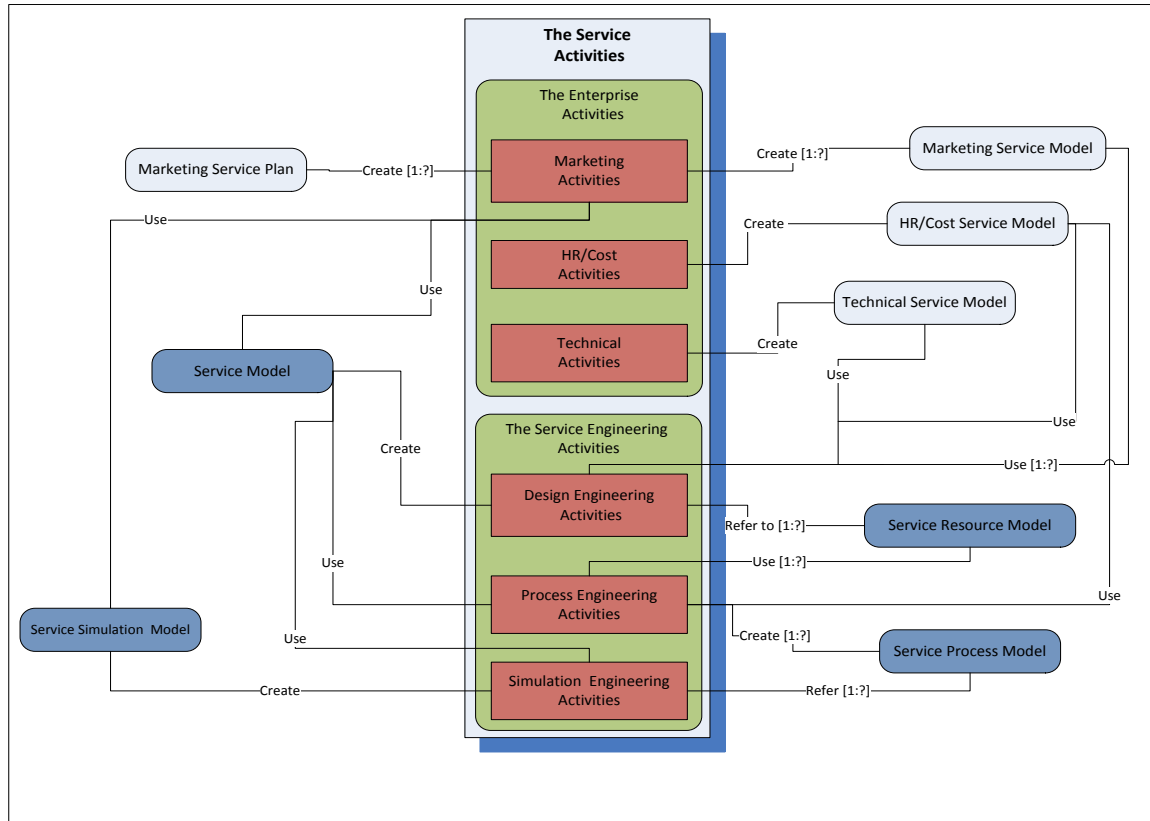 The Service
Activities
The Enterprise
Activities
Marketing Service Plan
Create [1:?]
Marketing
Activities
Create [1:?]
Marketing Service Model
Use
HR/Cost
Activities
Create
HR/Cost Service Model
Use
Technical Service Model
Technical
Activities
Create
Service Model
Use
The Service Engineering
Activities
Use
Create
Use [1:?]
Design Engineering
Activities
Refer to [1:?]
Service Resource Model
Use
Use [1:?]
Process Engineering
Activities
Use
Service Simulation  Model
Use
Create [1:?]
Service Process Model
Simulation  Engineering
Activities
Create
Refer [1:?]